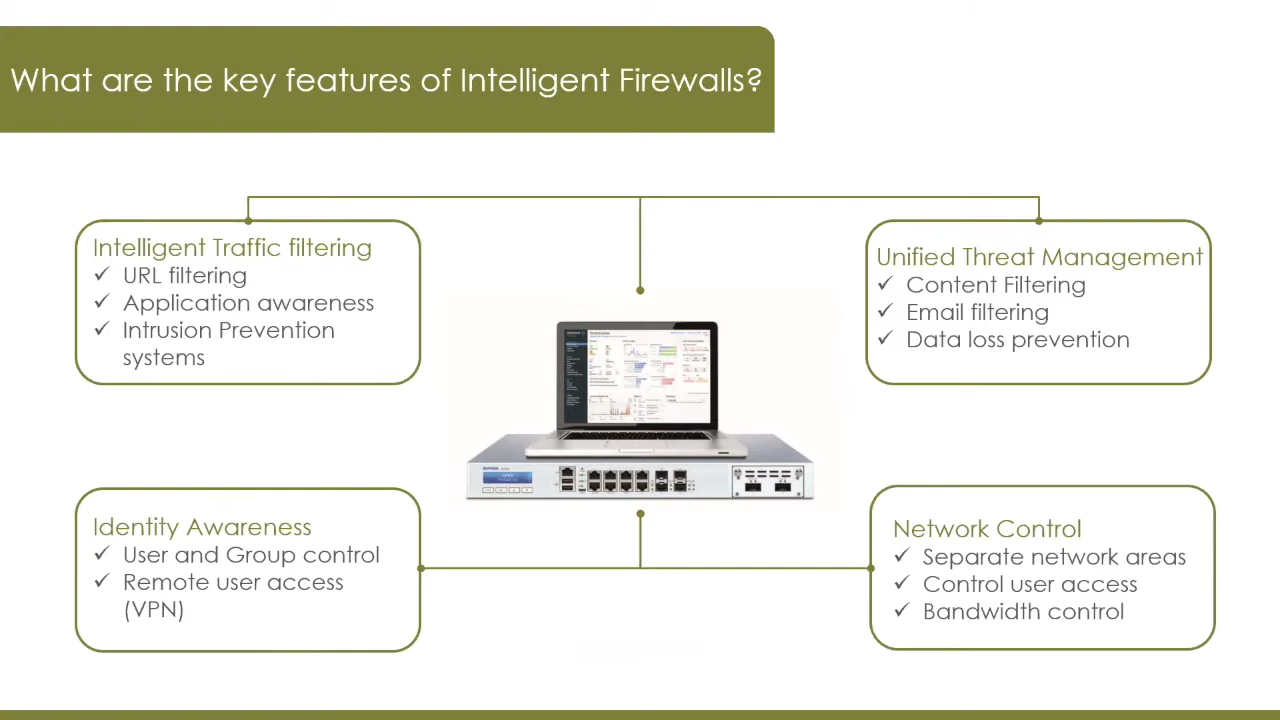 What are the key features of Intelligent Firewalls?
Intelligent Traffic filtering
✓ URL filtering
✓ Application awareness
✓ Intrusion Prevention
systems
Unified Threat Management
✓ Content Filtering
✓ Email filtering
✓ Data loss prevention
SOPHOS
Identity Awareness
✓ User and Group control
✓ Remote user access
(VPN)
Network Control
✓ Separate network areas
✓ Control user access
✓ Bandwidth control